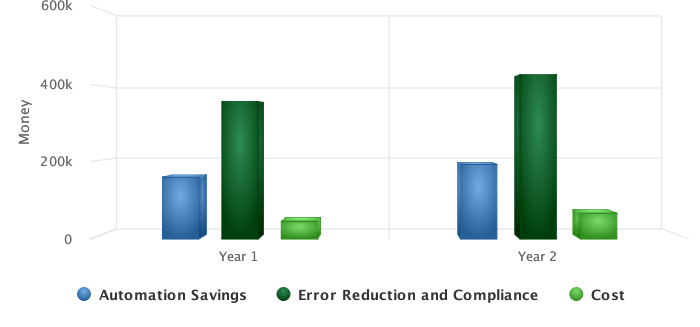 600k
400k
Money
200k
0
Year 1 Year 2
Automation Savings Error Reduction and Compliance Cost